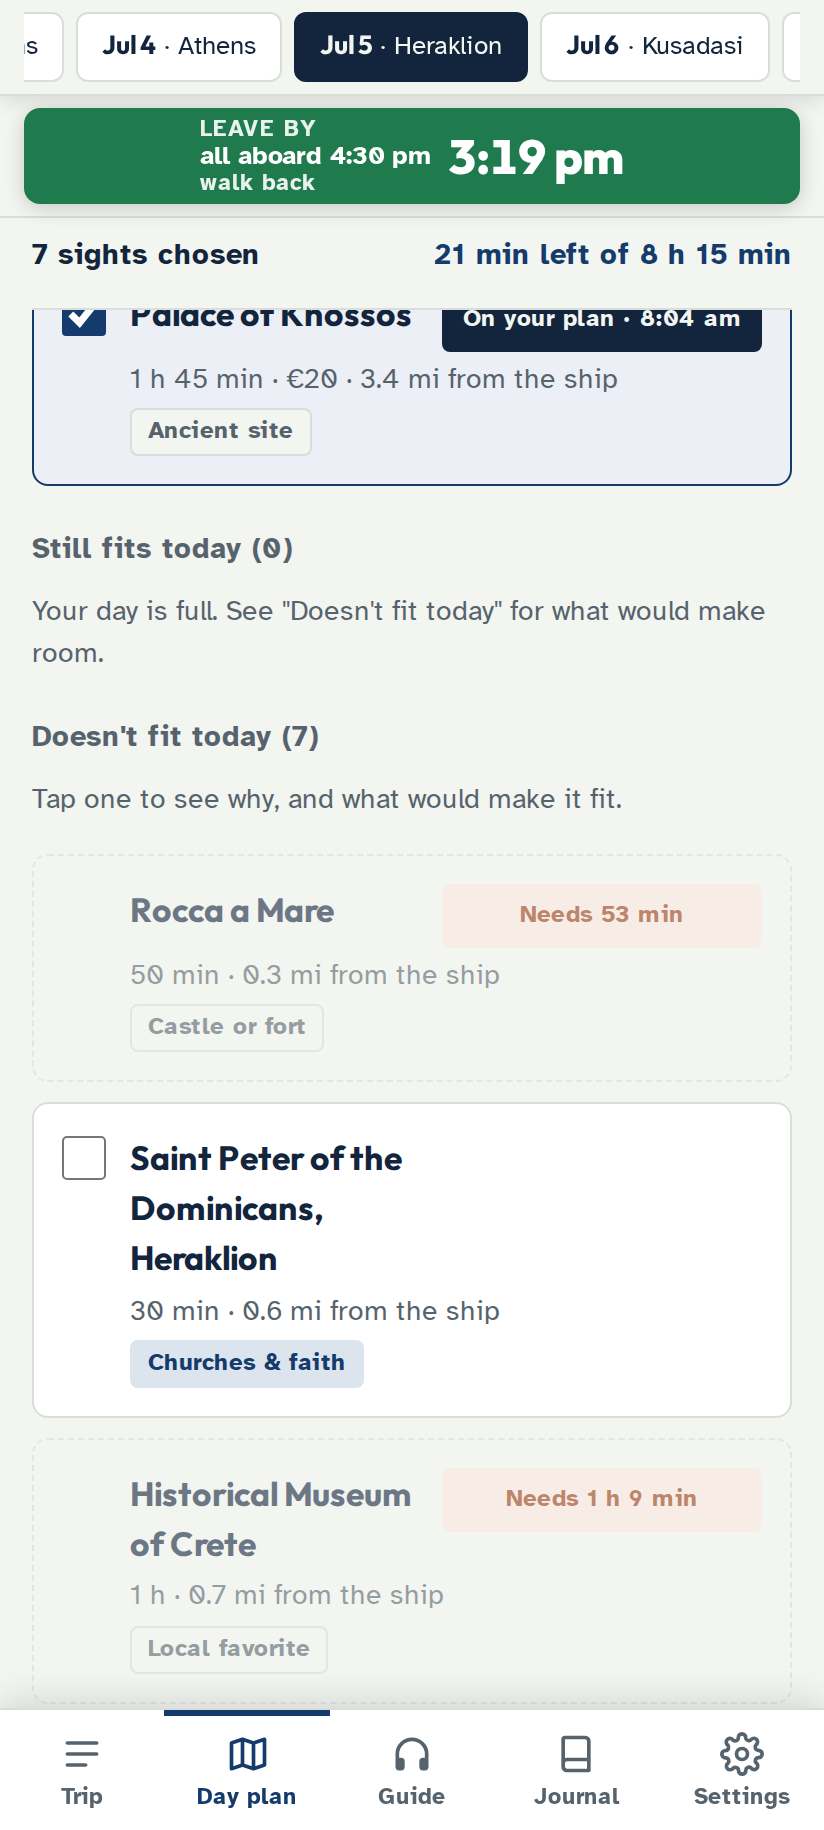 s
Jul 4 · Athens
Jul 5 · Heraklion
Jul 6 · Kusadasi
LEAVE BY
all aboard 4:30 pm
walk back
3:19 pm
7 sights chosen
21 min left of 8 h 15 min
Palace of Knossos
On your plan · 8:04 am
1 h 45 min · €20 · 3.4 mi from the ship
Ancient site
Still fits today (0)
Your day is full. See "Doesn't fit today" for what would make
room.
Doesn't fit today (7)
Tap one to see why, and what would make it fit.
Rocca a Mare
Needs 53 min
50 min · 0.3 mi from the ship
Castle or fort
Saint Peter of the
Dominicans,
Heraklion
30 min · 0.6 mi from the ship
Churches & faith
Historical Museum
of Crete
Needs 1 h 9 min
1 h · 0.7 mi from the ship
Local favorite
Trip
Day plan
Guide
Journal
Settings